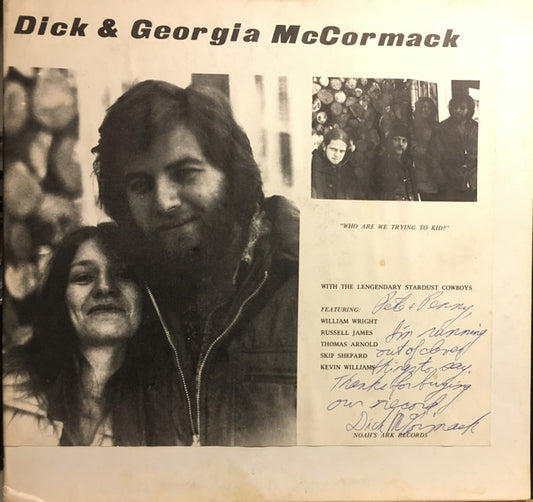 Dick & Georgia McCormack
"WHO ARE WE TRYING TO KID?"
WITH THE LENGENDARY STARDUST COWBOYS
FEATURING:
WILLIAM WRIGHT
RUSSELL JAMES
THOMAS ARNOLD
SKIP SHEPARD
KEVIN WILLIAMS
Pete & Penny,
I'm running
out of clever
things to say.
Thanks for buying
our record
Dick McCormack
NOAH'S ARK RECORDS